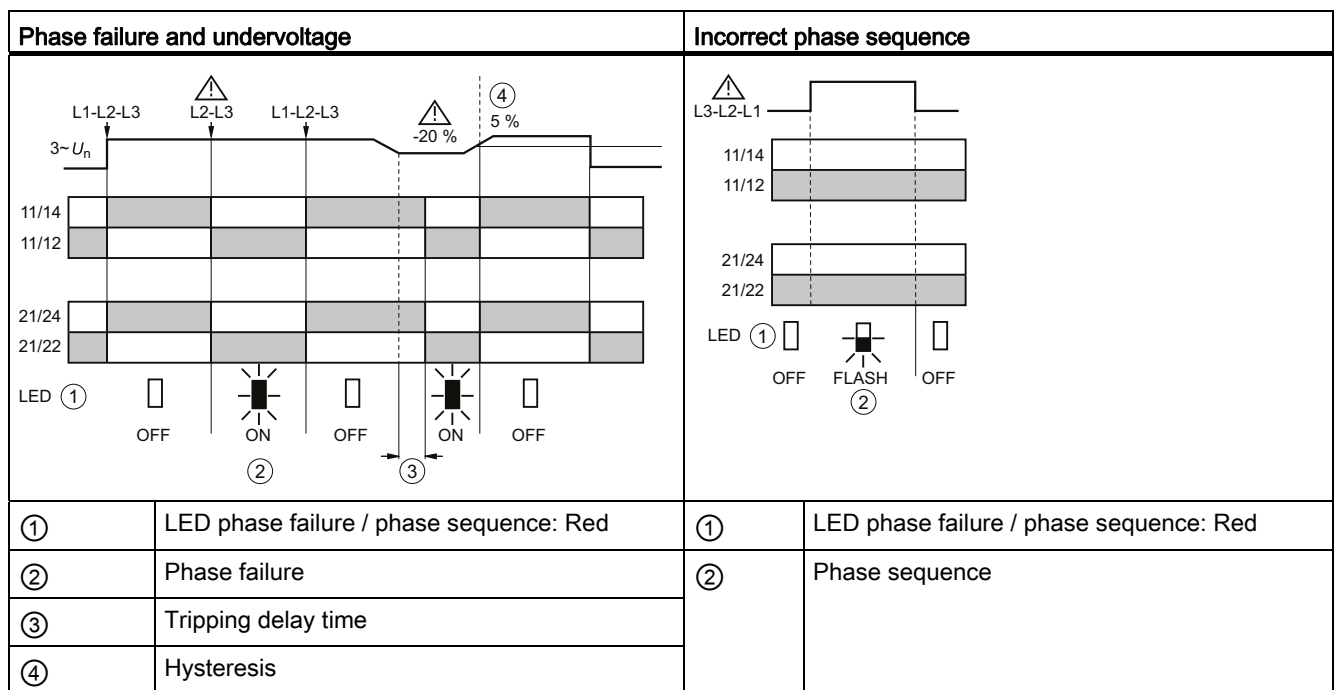 Phase failure and undervoltage
L1-L2-L3 L2-L3 L1-L2-L3
-20 %
④
5 %
3~ Un
11/14
11/12
21/24
21/22
LED ①
OFF ON OFF ON OFF
② ③
Incorrect phase sequence
L3-L2-L1
11/14
11/12
21/24
21/22
LED ①
OFF FLASH OFF
②
① LED phase failure / phase sequence: Red
② Phase failure
③ Tripping delay time
④ Hysteresis
① LED phase failure / phase sequence: Red
② Phase sequence